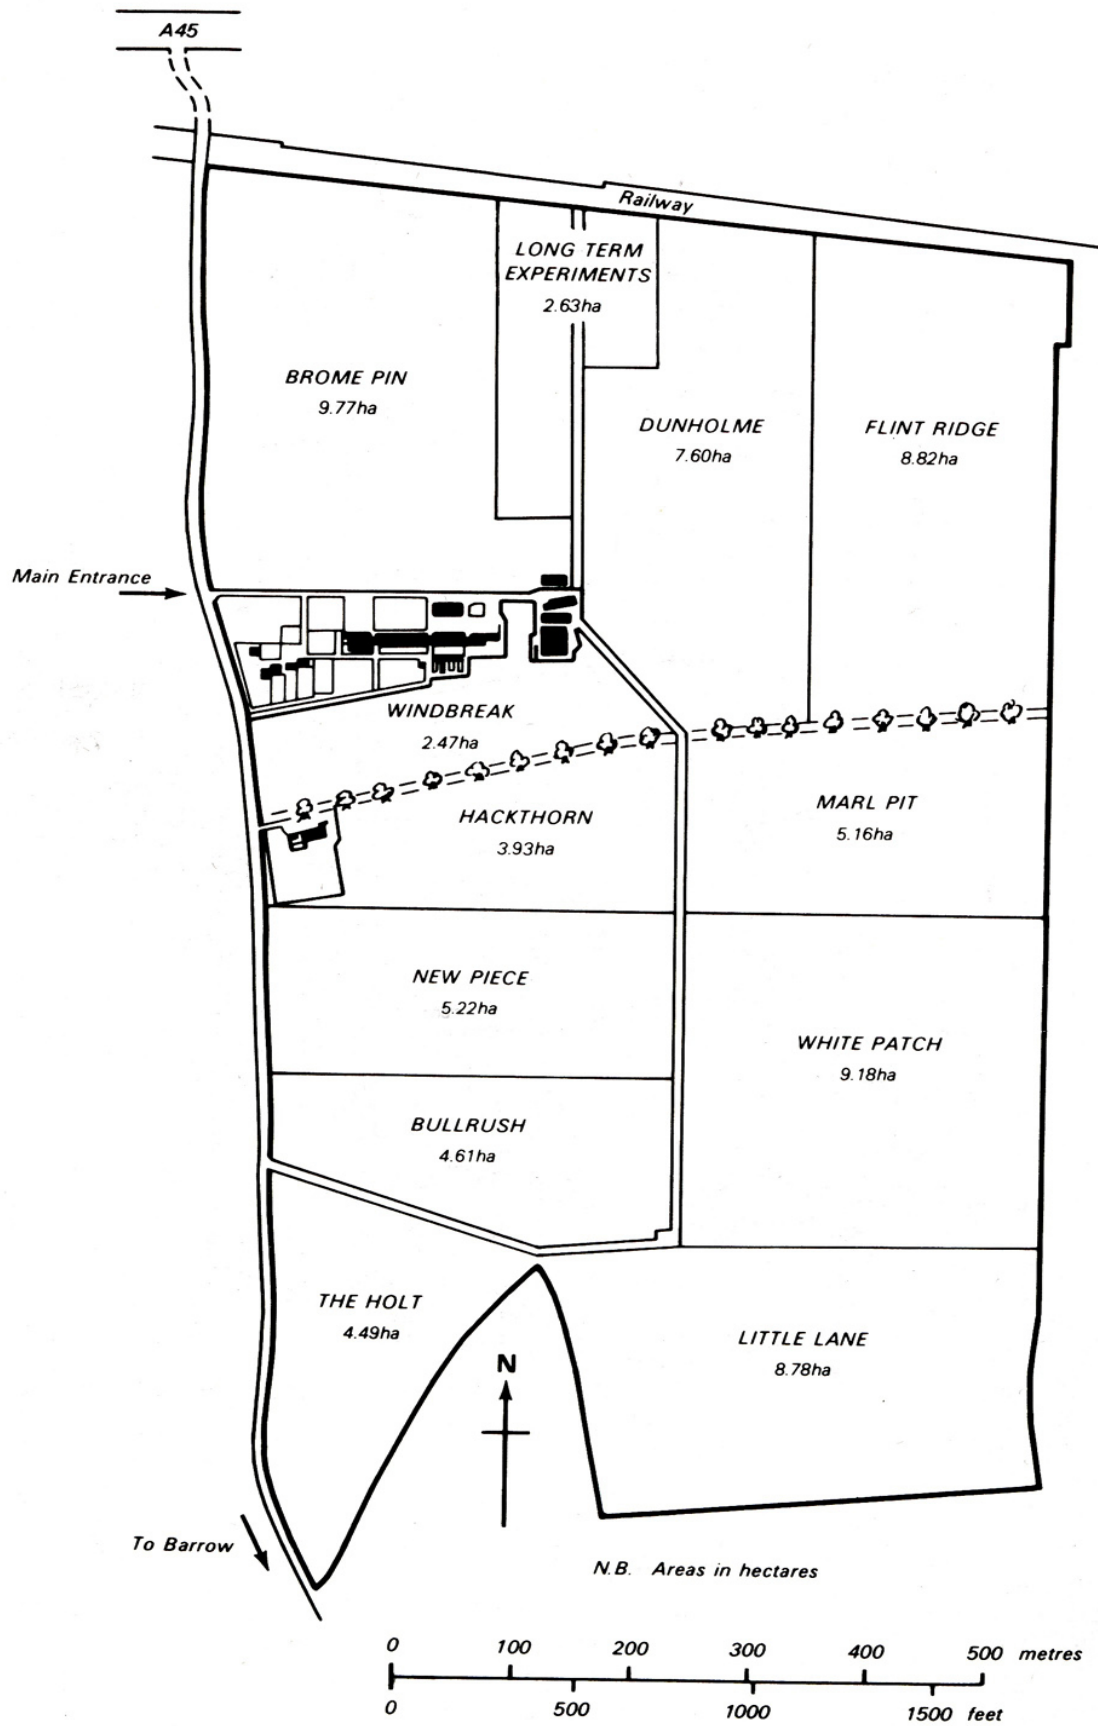 A45
Railway
LONG TERM
EXPERIMENTS
2.63ha
BROME PIN
9.77ha
DUNHOLME
7.60ha
FLINT RIDGE
8.82ha
Main Entrance
WINDBREAK
2.47ha
HACKTHORN
3.93ha
MARL PIT
5.16ha
NEW PIECE
5.22ha
WHITE PATCH
9.18ha
BULLRUSH
4.61ha
THE HOLT
4.49ha
LITTLE LANE
8.78ha
N
To Barrow
N.B. Areas in hectares
0 100 200 300 400 500 metres
0 500 1000 1500 feet